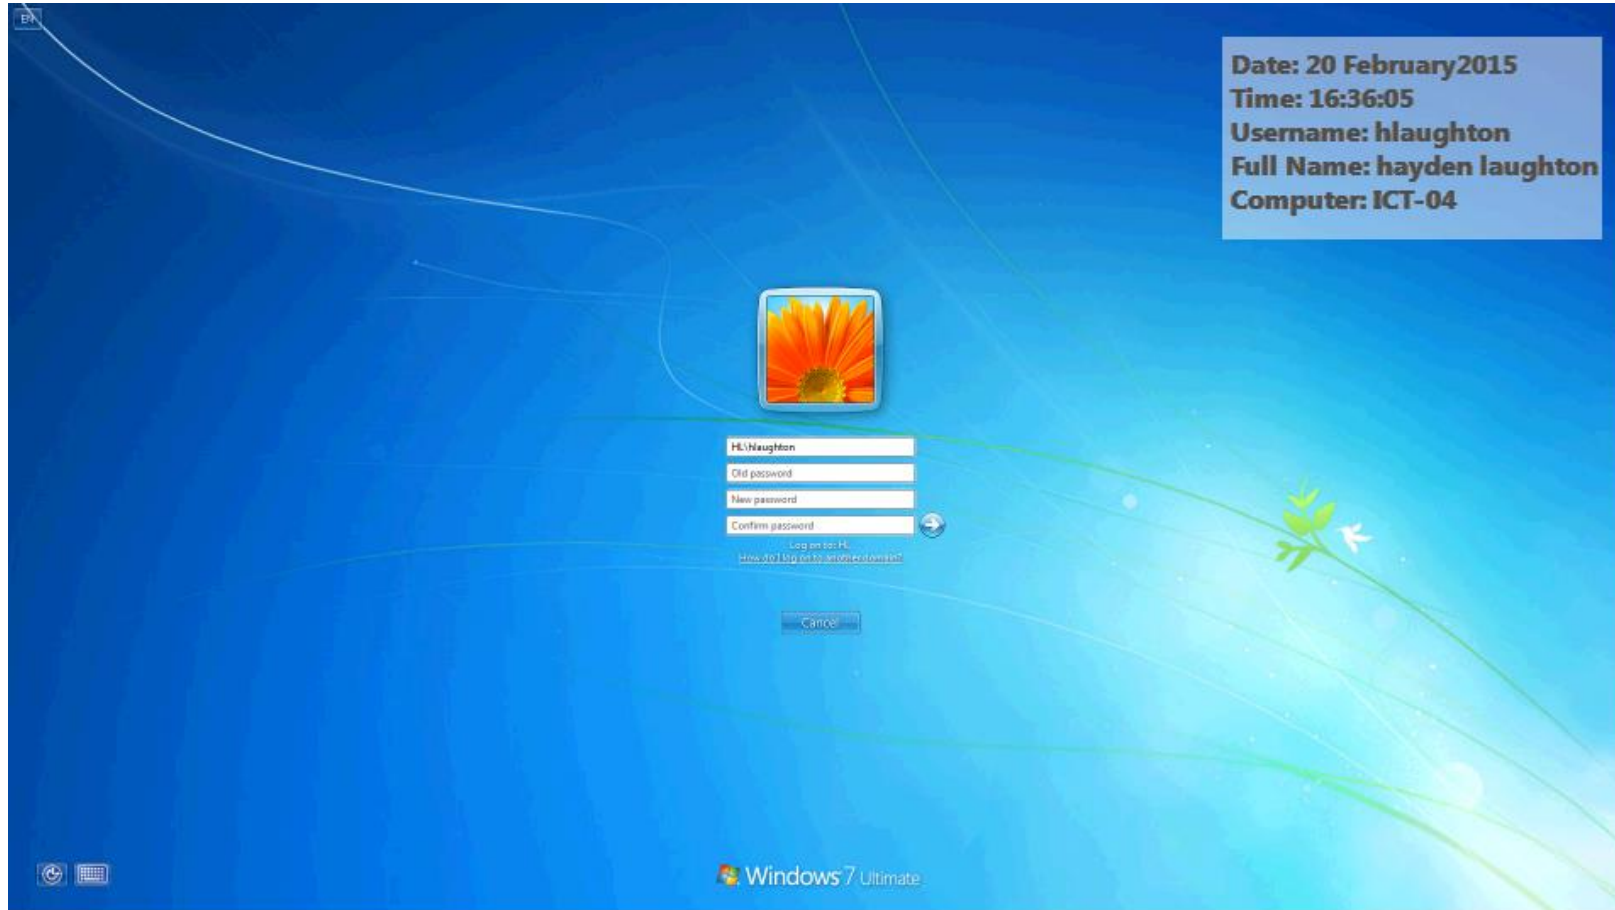 EN
Date: 20 February2015
Time: 16:36:05
Username: hlaughton
Full Name: hayden laughton
Computer: ICT-04
HL\hlaughton
Old password
New password
Confirm password
Log on to: HL
How do I log on to another domain?
Cancel
Windows 7 Ultimate